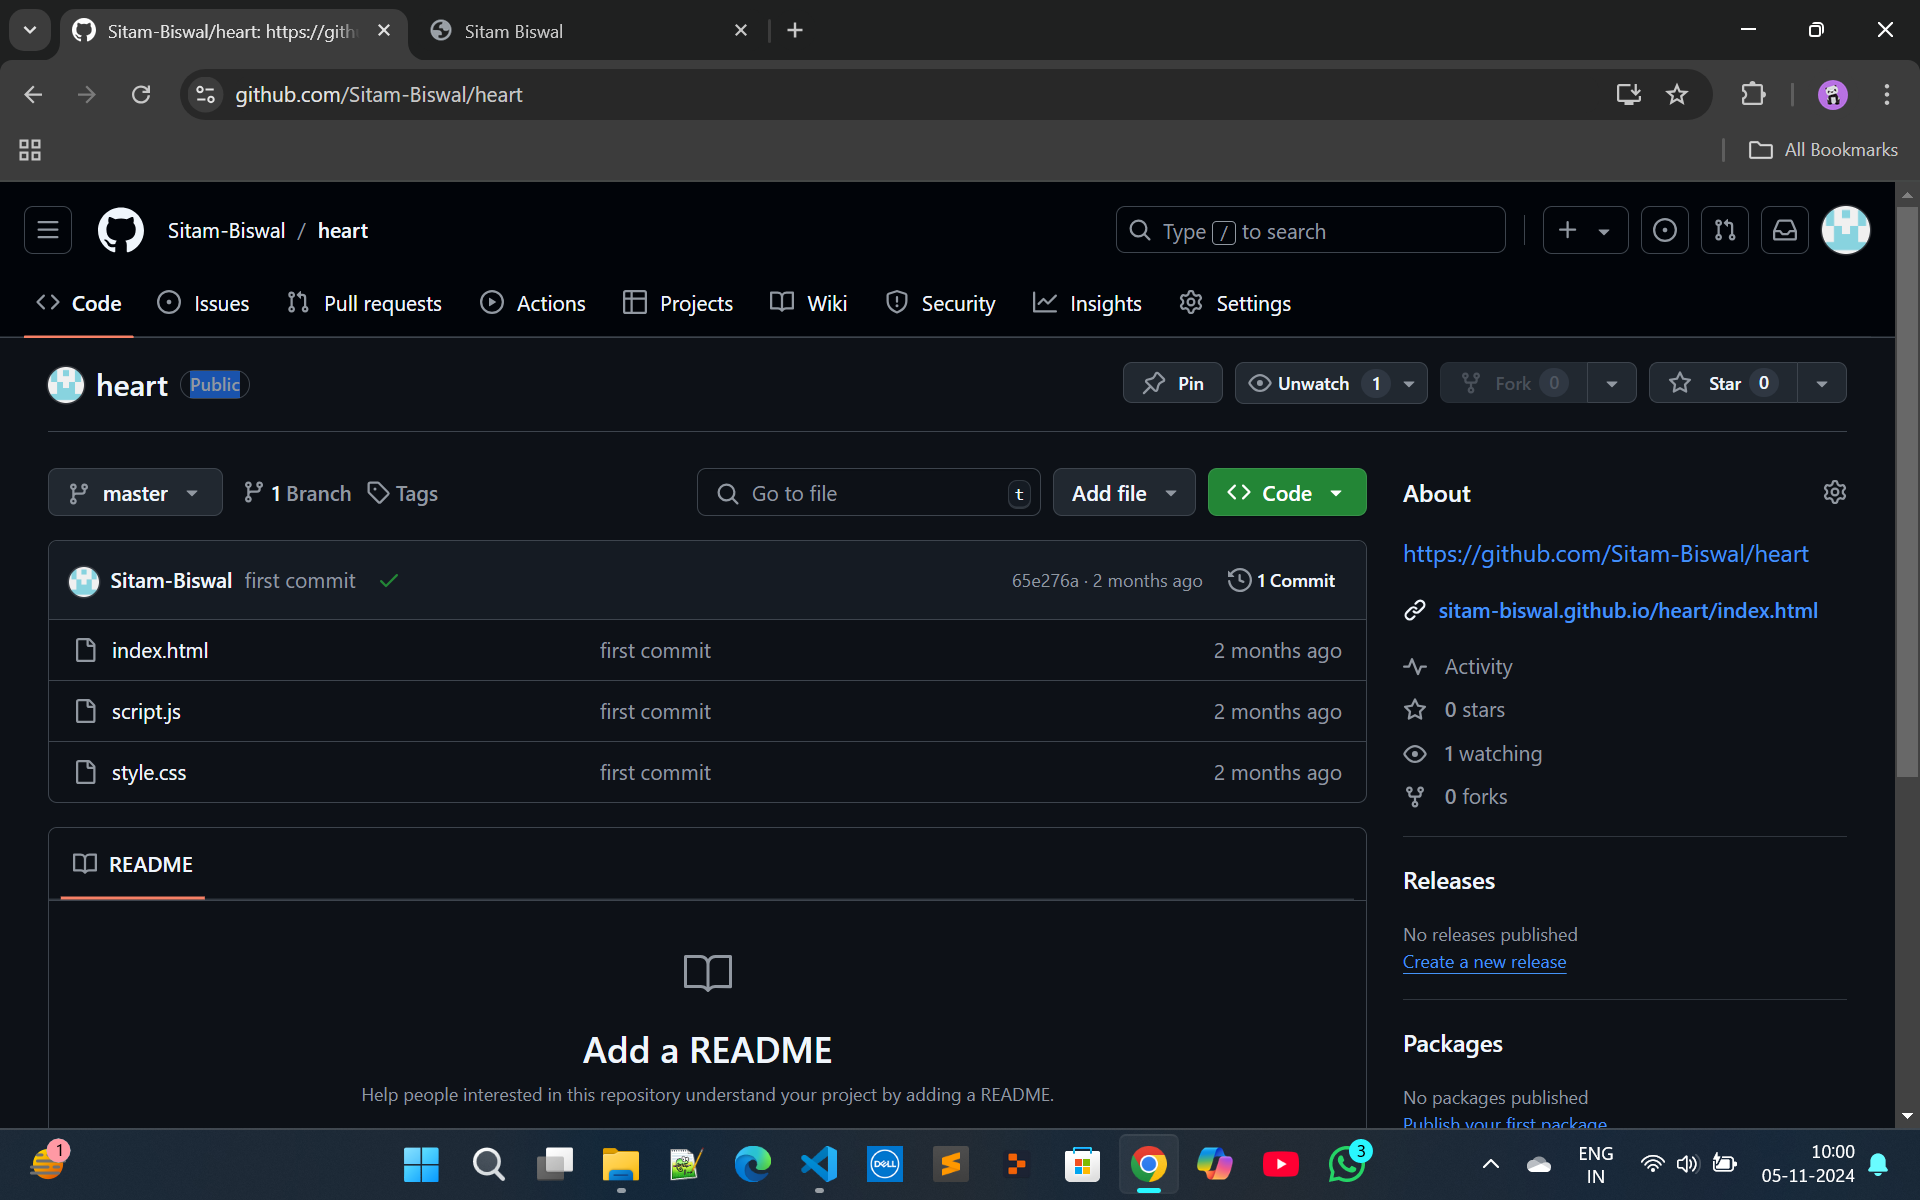 Sitam-Biswal/heart: https://gith
Sitam Biswal
github.com/Sitam-Biswal/heart
All Bookmarks
Sitam-Biswal / heart
Type / to search
Code
Issues
Pull requests
Actions
Projects
Wiki
Security
Insights
Settings
heart Public
Pin
Unwatch 1
Fork 0
Star 0
master
1 Branch
Tags
Go to file t
Add file
Code
Sitam-Biswal first commit
65e276a · 2 months ago
1 Commit
index.html first commit 2 months ago
script.js first commit 2 months ago
style.css first commit 2 months ago
README
Add a README
Help people interested in this repository understand your project by adding a README.
About
https://github.com/Sitam-Biswal/heart
sitam-biswal.github.io/heart/index.html
Activity
0 stars
1 watching
0 forks
Releases
No releases published
Create a new release
Packages
No packages published
Publish your first package
1
DELL
3
ENG
IN
10:00
05-11-2024